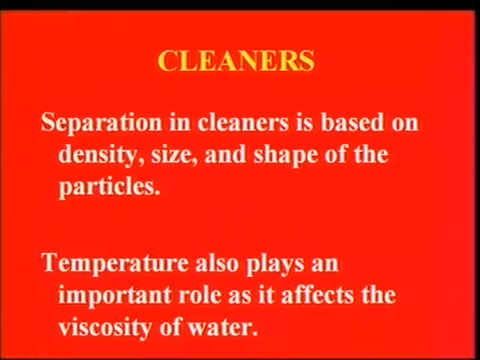 CLEANERS
Separation in cleaners is based on
density, size, and shape of the
particles.
Temperature also plays an
important role as it affects the
viscosity of water.